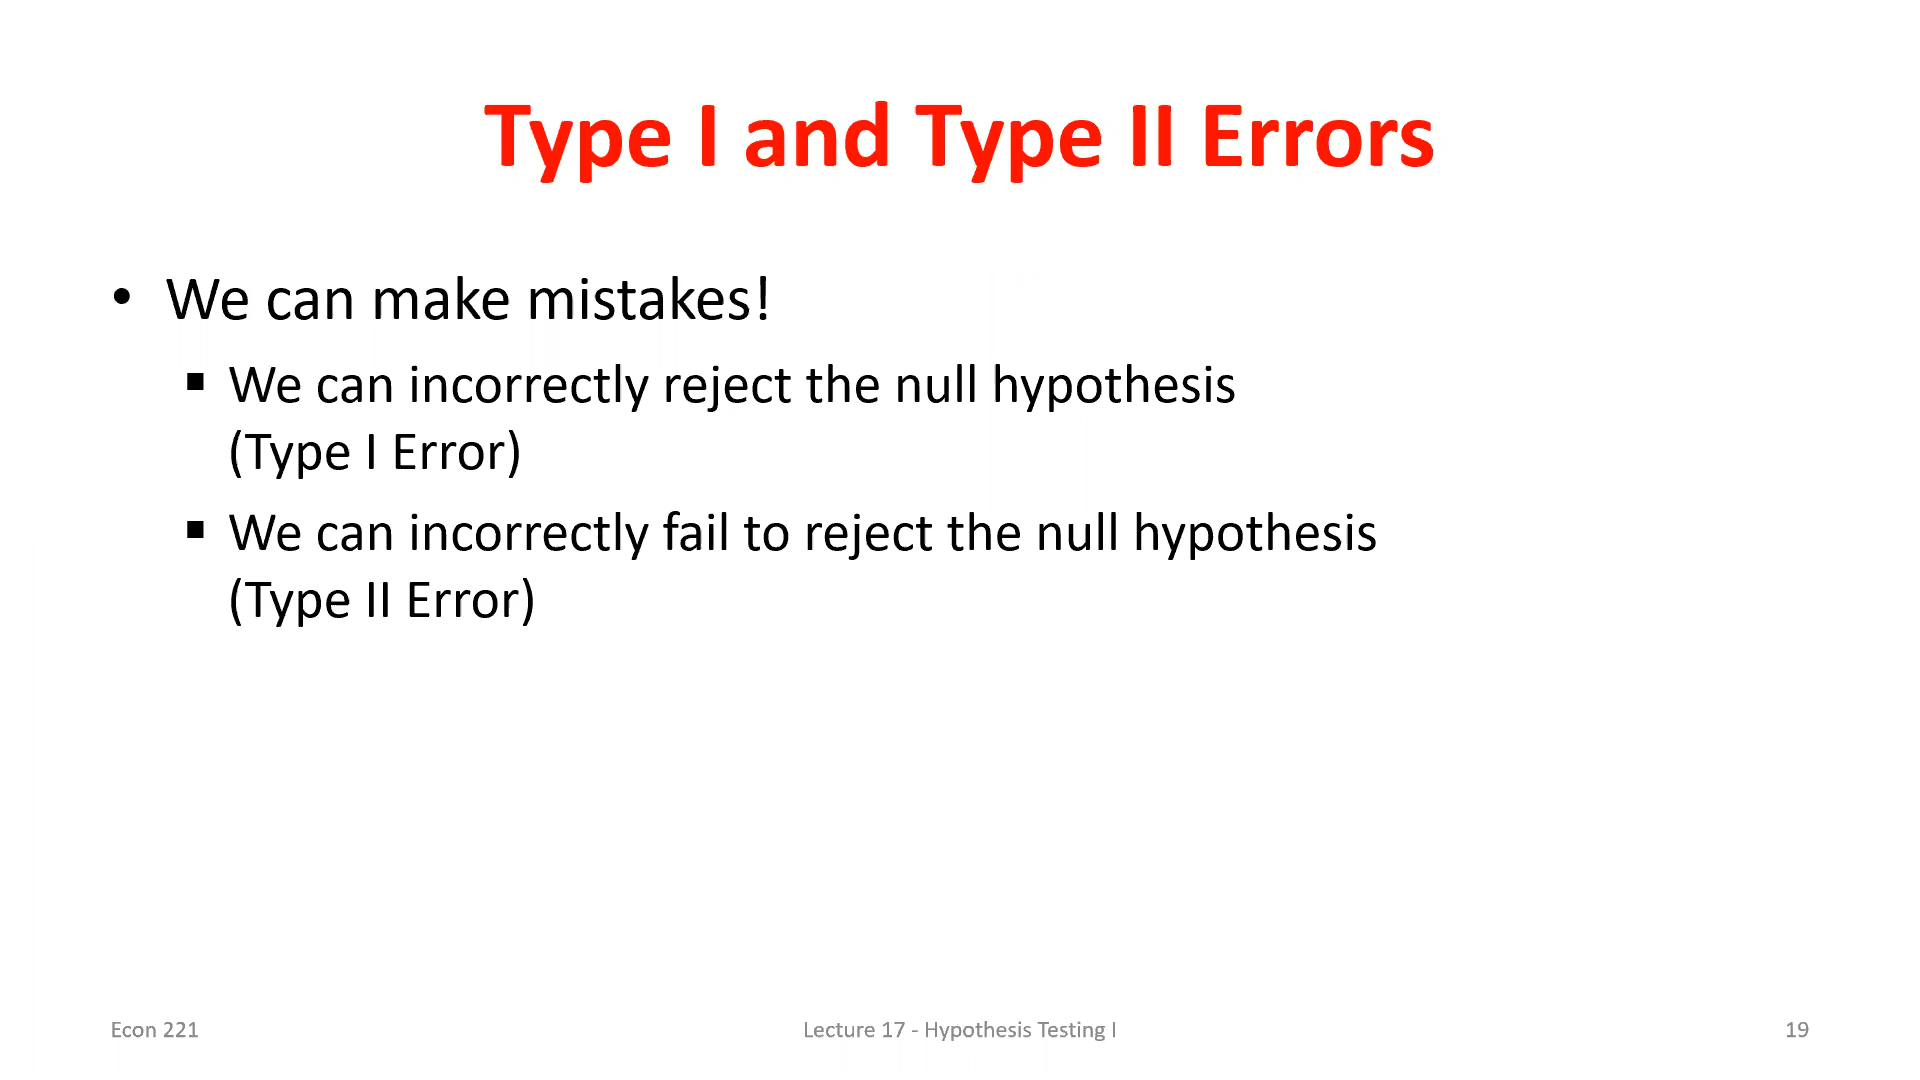 Type I and Type II Errors
• We can make mistakes!
▪ We can incorrectly reject the null hypothesis
(Type I Error)
▪ We can incorrectly fail to reject the null hypothesis
(Type II Error)
Econ 221
Lecture 17 - Hypothesis Testing I
19